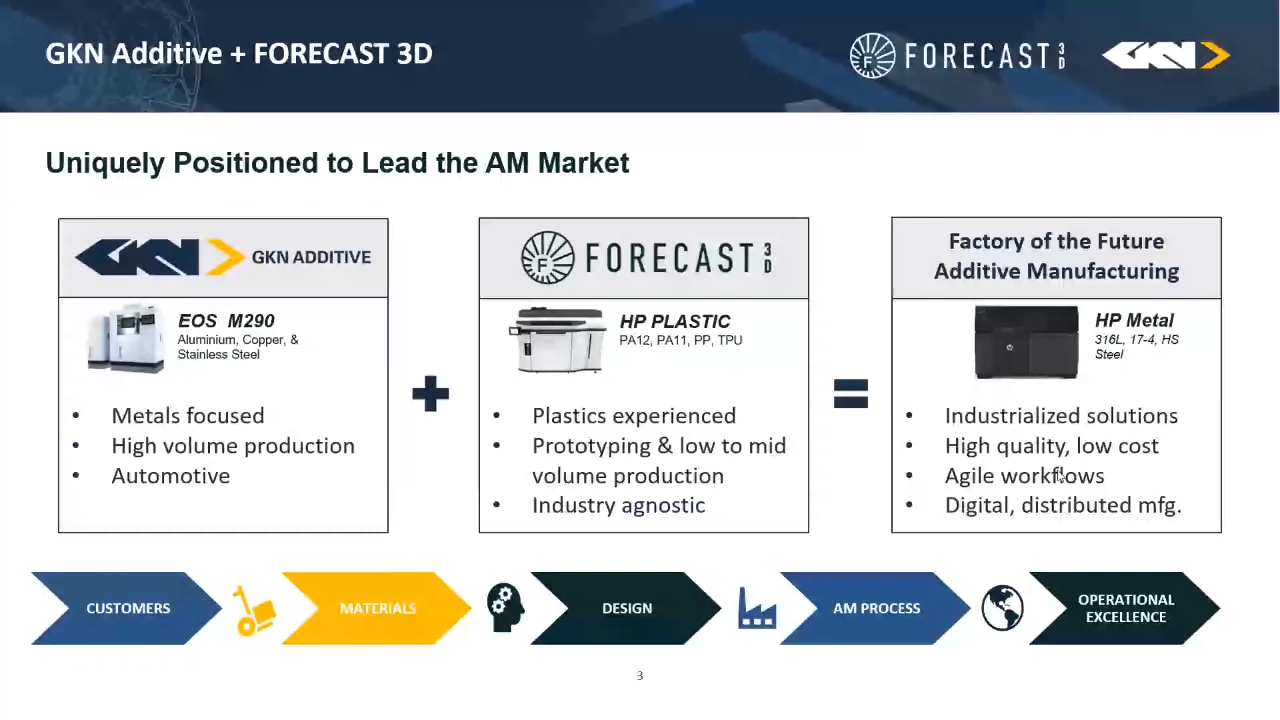 GKN Additive + FORECAST 3D
F FORECAST 3D
GKN
Uniquely Positioned to Lead the AM Market
GKN GKN ADDITIVE
EOS M290
Aluminium, Copper, &
Stainless Steel
• Metals focused
• High volume production
• Automotive
F FORECAST 3D
HP PLASTIC
PA12, PA11, PP, TPU
• Plastics experienced
• Prototyping & low to mid
volume production
• Industry agnostic
Factory of the Future
Additive Manufacturing
HP Metal
316L, 17-4, HS
Steel
• Industrialized solutions
• High quality, low cost
• Agile workflows
• Digital, distributed mfg.
CUSTOMERS
MATERIALS
DESIGN
AM PROCESS
OPERATIONAL
EXCELLENCE
3